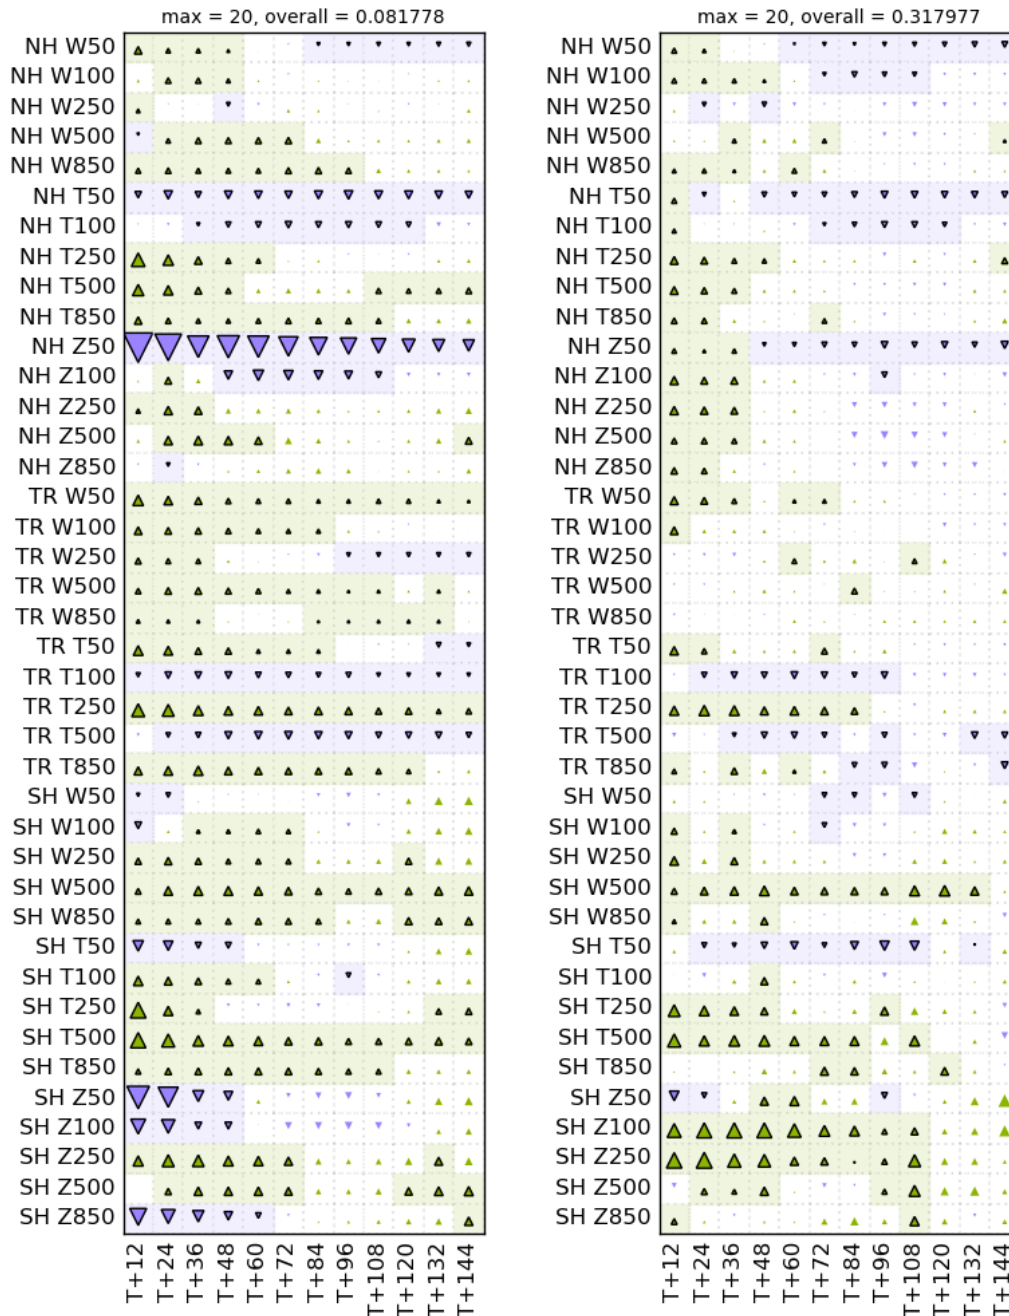 max = 20, overall = 0.081778
NH W50
NH W100
NH W250
NH W500
NH W850
NH T50
NH T100
NH T250
NH T500
NH T850
NH Z50
NH Z100
NH Z250
NH Z500
NH Z850
TR W50
TR W100
TR W250
TR W500
TR W850
TR T50
TR T100
TR T250
TR T500
TR T850
SH W50
SH W100
SH W250
SH W500
SH W850
SH T50
SH T100
SH T250
SH T500
SH T850
SH Z50
SH Z100
SH Z250
SH Z500
SH Z850
T+12
T+24
T+36
T+48
T+60
T+72
T+84
T+96
T+108
T+120
T+132
T+144
max = 20, overall = 0.317977
NH W50
NH W100
NH W250
NH W500
NH W850
NH T50
NH T100
NH T250
NH T500
NH T850
NH Z50
NH Z100
NH Z250
NH Z500
NH Z850
TR W50
TR W100
TR W250
TR W500
TR W850
TR T50
TR T100
TR T250
TR T500
TR T850
SH W50
SH W100
SH W250
SH W500
SH W850
SH T50
SH T100
SH T250
SH T500
SH T850
SH Z50
SH Z100
SH Z250
SH Z500
SH Z850
T+12
T+24
T+36
T+48
T+60
T+72
T+84
T+96
T+108
T+120
T+132
T+144